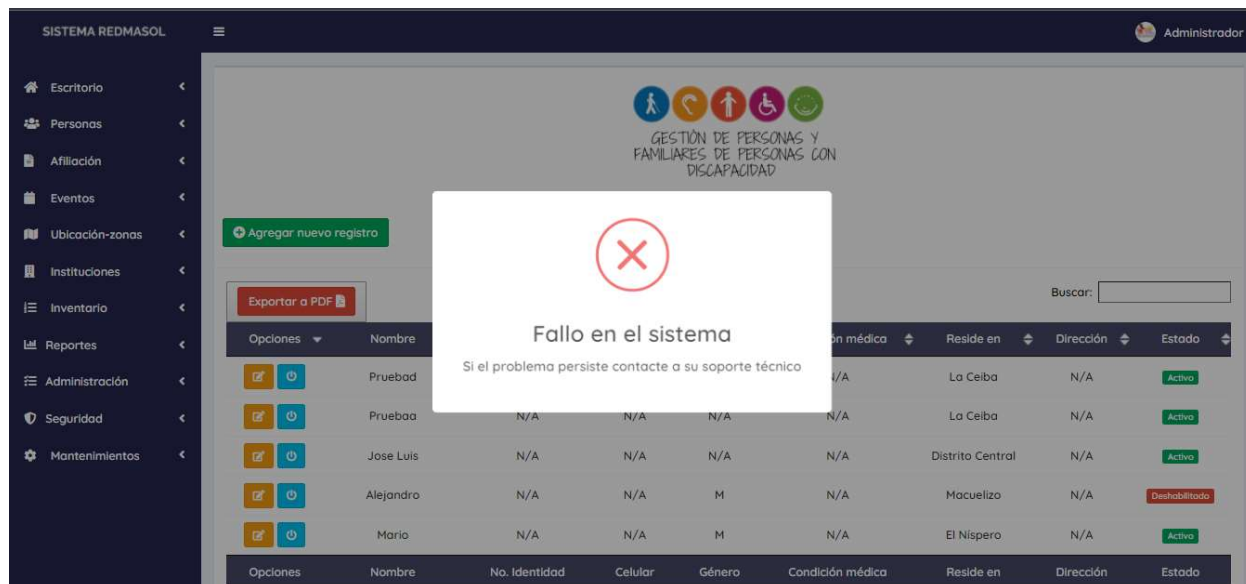 SISTEMA REDMASOL
Administrador
Escritorio
Personas
Afiliación
Eventos
Ubicación-zonas
Instituciones
Inventario
Reportes
Administración
Seguridad
Mantenimientos
GESTIÓN DE PERSONAS Y
FAMILIARES DE PERSONAS CON
DISCAPACIDAD
Agregar nuevo registro
Exportar a PDF
Buscar:
Fallo en el sistema
Si el problema persiste contacte a su soporte técnico
Opciones Nombre médica Reside en Dirección Estado
Pruebad La Ceiba N/A Activo
Pruebaa N/A N/A N/A N/A La Ceiba N/A Activo
Jose Luis N/A N/A N/A N/A Distrito Central N/A Activo
Alejandro N/A N/A M N/A Macuelizo N/A Deshabilitado
Mario N/A N/A M N/A El Níspero N/A Activo
Opciones Nombre No. Identidad Celular Género Condición médica Reside en Dirección Estado